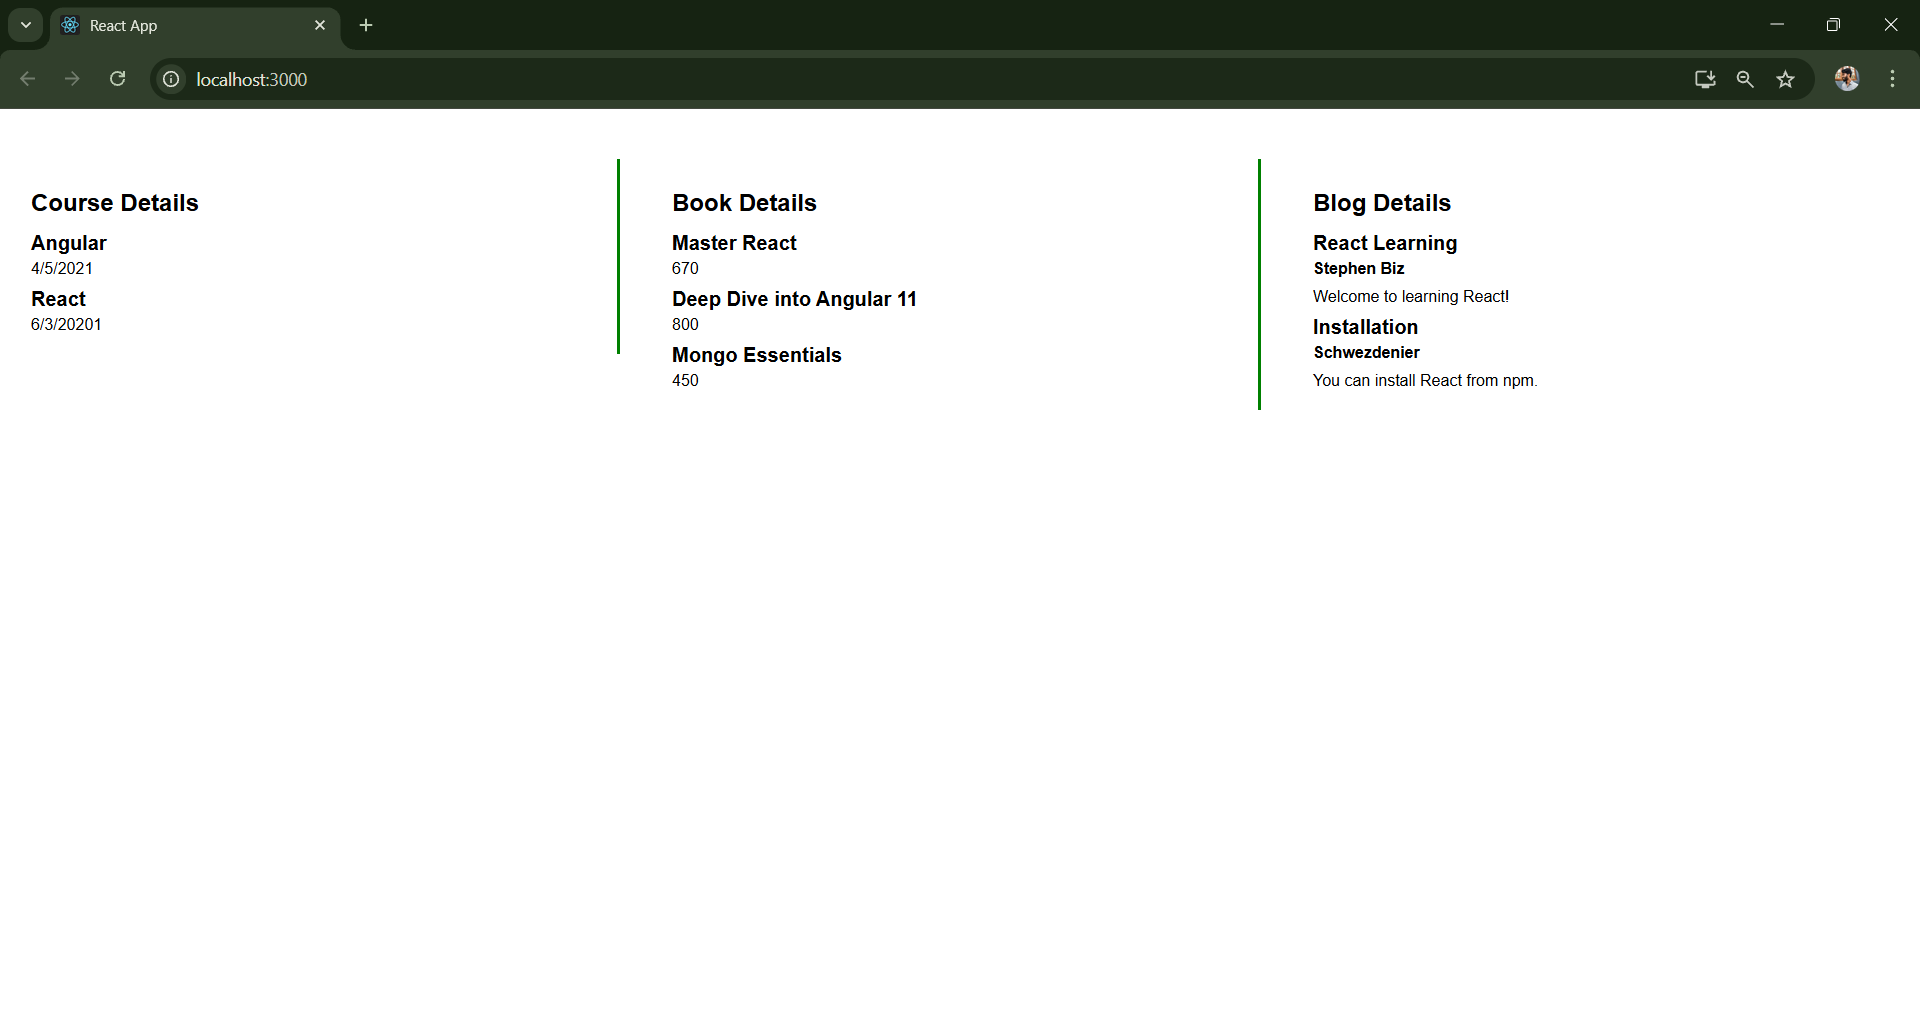 React App
localhost:3000
Course Details
Angular
4/5/2021
React
6/3/20201
Book Details
Master React
670
Deep Dive into Angular 11
800
Mongo Essentials
450
Blog Details
React Learning
Stephen Biz
Welcome to learning React!
Installation
Schwezdenier
You can install React from npm.